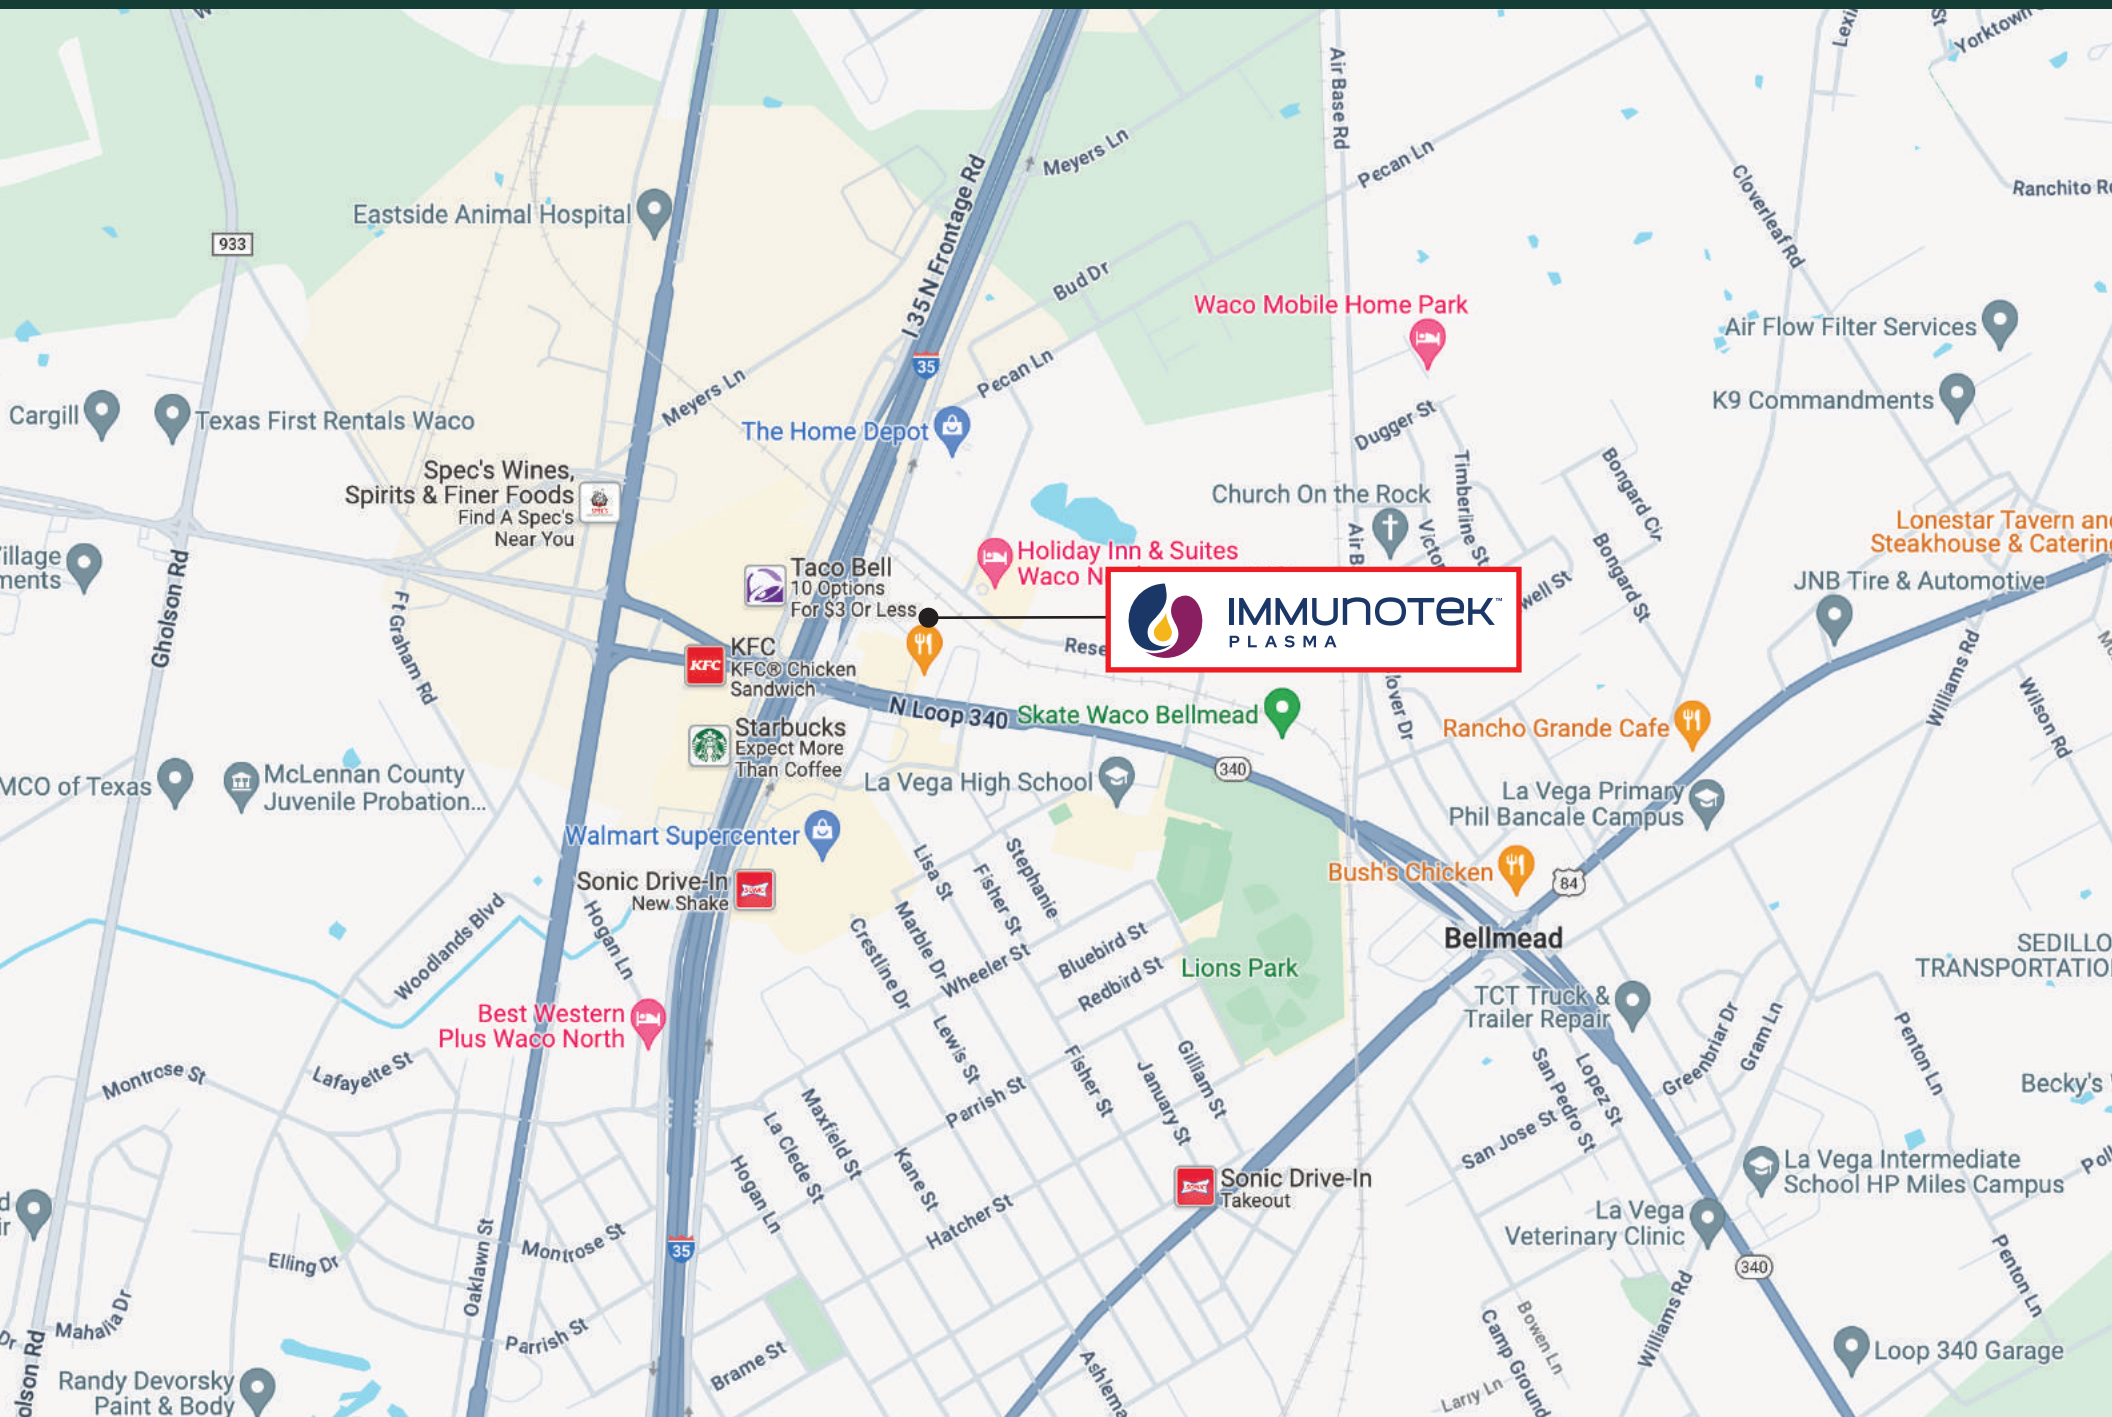 Yorktown
Air Base Rd
Meyers Ln
Pecan Ln
I 35 N Frontage Rd
Cloverleaf Rd
Ranchito
Eastside Animal Hospital
933
Bud Dr
Waco Mobile Home Park
Air Flow Filter Services
35
Pecan Ln
Meyers Ln
K9 Commandments
Cargill
Texas First Rentals Waco
The Home Depot
Dugger St
Spec's Wines,
Spirits & Finer Foods
Find A Spec's
Near You
Timberline St
Bongard Cir
Church On the Rock
Lonestar Tavern and
Steakhouse & Catering
Gholson Rd
Holiday Inn & Suites
Waco N
Bongard St
Taco Bell
10 Options
For $3 Or Less
JNB Tire & Automotive
Ft Graham Rd
IMMUNOTEK™
PLASMA
KFC
KFC
KFC® Chicken
Sandwich
Williams Rd
Wilson Rd
N Loop 340
Skate Waco Bellmead
Rancho Grande Cafe
Starbucks
Expect More
Than Coffee
340
La Vega High School
MCO of Texas
McLennan County
Juvenile Probation...
La Vega Primary
Phil Bancale Campus
Walmart Supercenter
Lisa St
Stephanie
Fisher St
Bush's Chicken
84
Sonic Drive-In
New Shake
Woodlands Blvd
Hogan Ln
Marble Dr
Crestline Dr
Wheeler St
Bluebird St
Redbird St
Lions Park
Bellmead
SEDILLO
TRANSPORTATIO
Best Western
Plus Waco North
TCT Truck &
Trailer Repair
Greenbriar Dr
Gram Ln
Penton Ln
Lewis St
Fisher St
January St
Gilliam St
San Pedro St
Lopez St
Montrose St
Lafayette St
Parrish St
Becky's
Maxfield St
La Clede St
Hogan Ln
Kane St
San Jose St
La Vega Intermediate
School HP Miles Campus
Sonic Drive-In
Takeout
Hatcher St
La Vega
Veterinary Clinic
Montrose St
35
Elling Dr
Oaklawn St
340
Penton Ln
Mahalia Dr
Parrish St
Williams Rd
Bowen Ln
Camp Ground
Loop 340 Garage
Brame St
Randy Devorsky
Paint & Body
Larry Ln